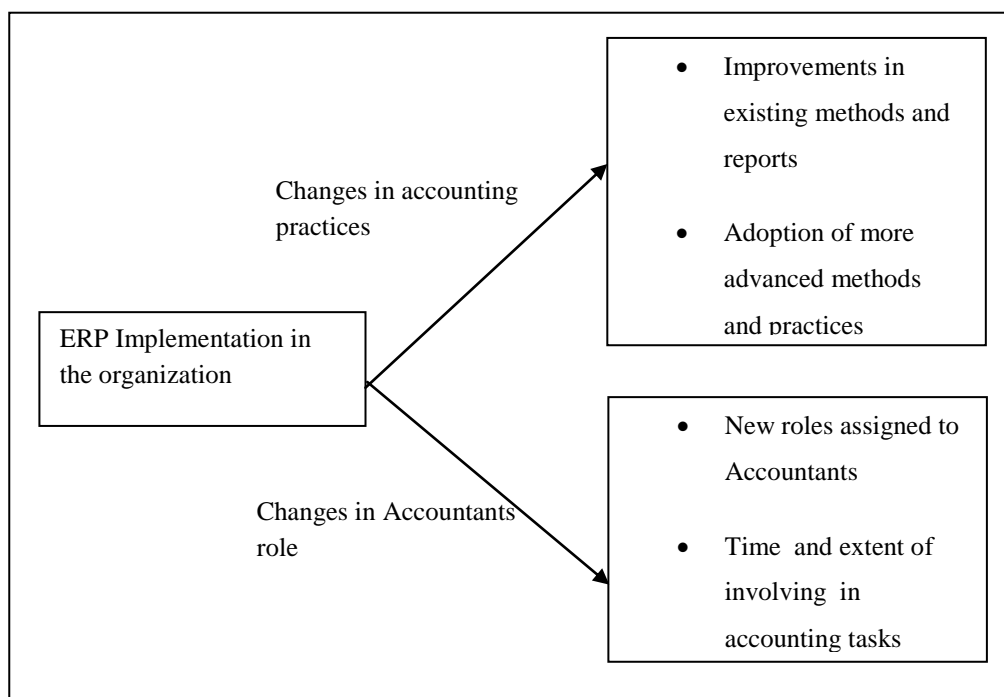 • Improvements in
existing methods and
reports
• Adoption of more
advanced methods
and practices
Changes in accounting
practices
ERP Implementation in
the organization
Changes in Accountants
role
• New roles assigned to
Accountants
• Time and extent of
involving in
accounting tasks